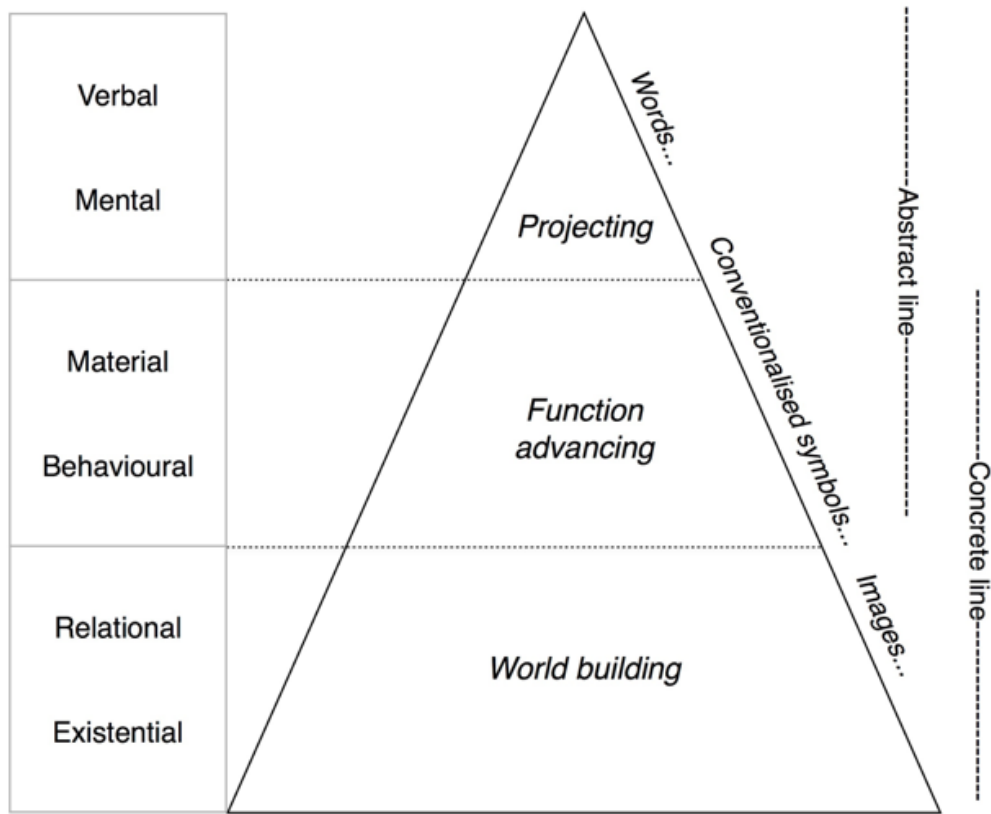 Verbal
Mental
Material
Behavioural
Relational
Existential
Projecting
Function
advancing
World building
Words...
Conventionalised symbols...
Images...
Abstract line
Concrete line